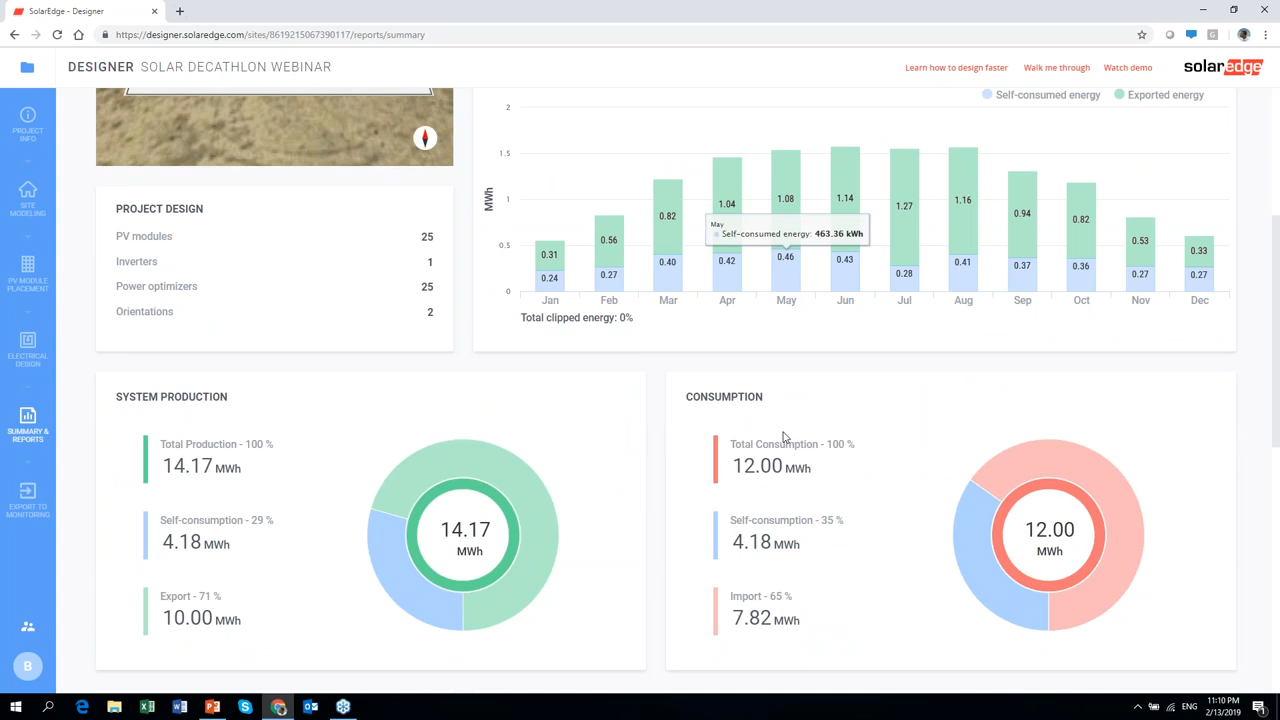 SolarEdge - Designer
https://designer.solaredge.com/sites/8619215067390117/reports/summary
DESIGNER SOLAR DECATHLON WEBINAR
Learn how to design faster
Walk me through
Watch demo
solaredge
PROJECT
INFO
SITE
MODELING
PV MODULE
PLACEMENT
ELECTRICAL
DESIGN
SUMMARY &
REPORTS
EXPORT TO
MONITORING
B
PROJECT DESIGN
PV modules 25
Inverters 1
Power optimizers 25
Orientations 2
Self-consumed energy
Exported energy
MWh
2
1.5
1
0.5
0
0.31 0.56 0.82 1.04 1.08 1.14 1.27 1.16 0.94 0.82 0.53 0.33
May
Self-consumed energy: 463.36 kWh
0.24 0.27 0.40 0.42 0.46 0.43 0.28 0.41 0.37 0.36 0.27 0.27
Jan Feb Mar Apr May Jun Jul Aug Sep Oct Nov Dec
Total clipped energy: 0%
SYSTEM PRODUCTION
Total Production - 100 %
14.17 MWh
Self-consumption - 29 %
4.18 MWh
Export - 71 %
10.00 MWh
14.17
MWh
CONSUMPTION
Total Consumption - 100 %
12.00 MWh
Self-consumption - 35 %
4.18 MWh
Import - 65 %
7.82 MWh
12.00
MWh
ENG
11:10 PM
2/13/2019